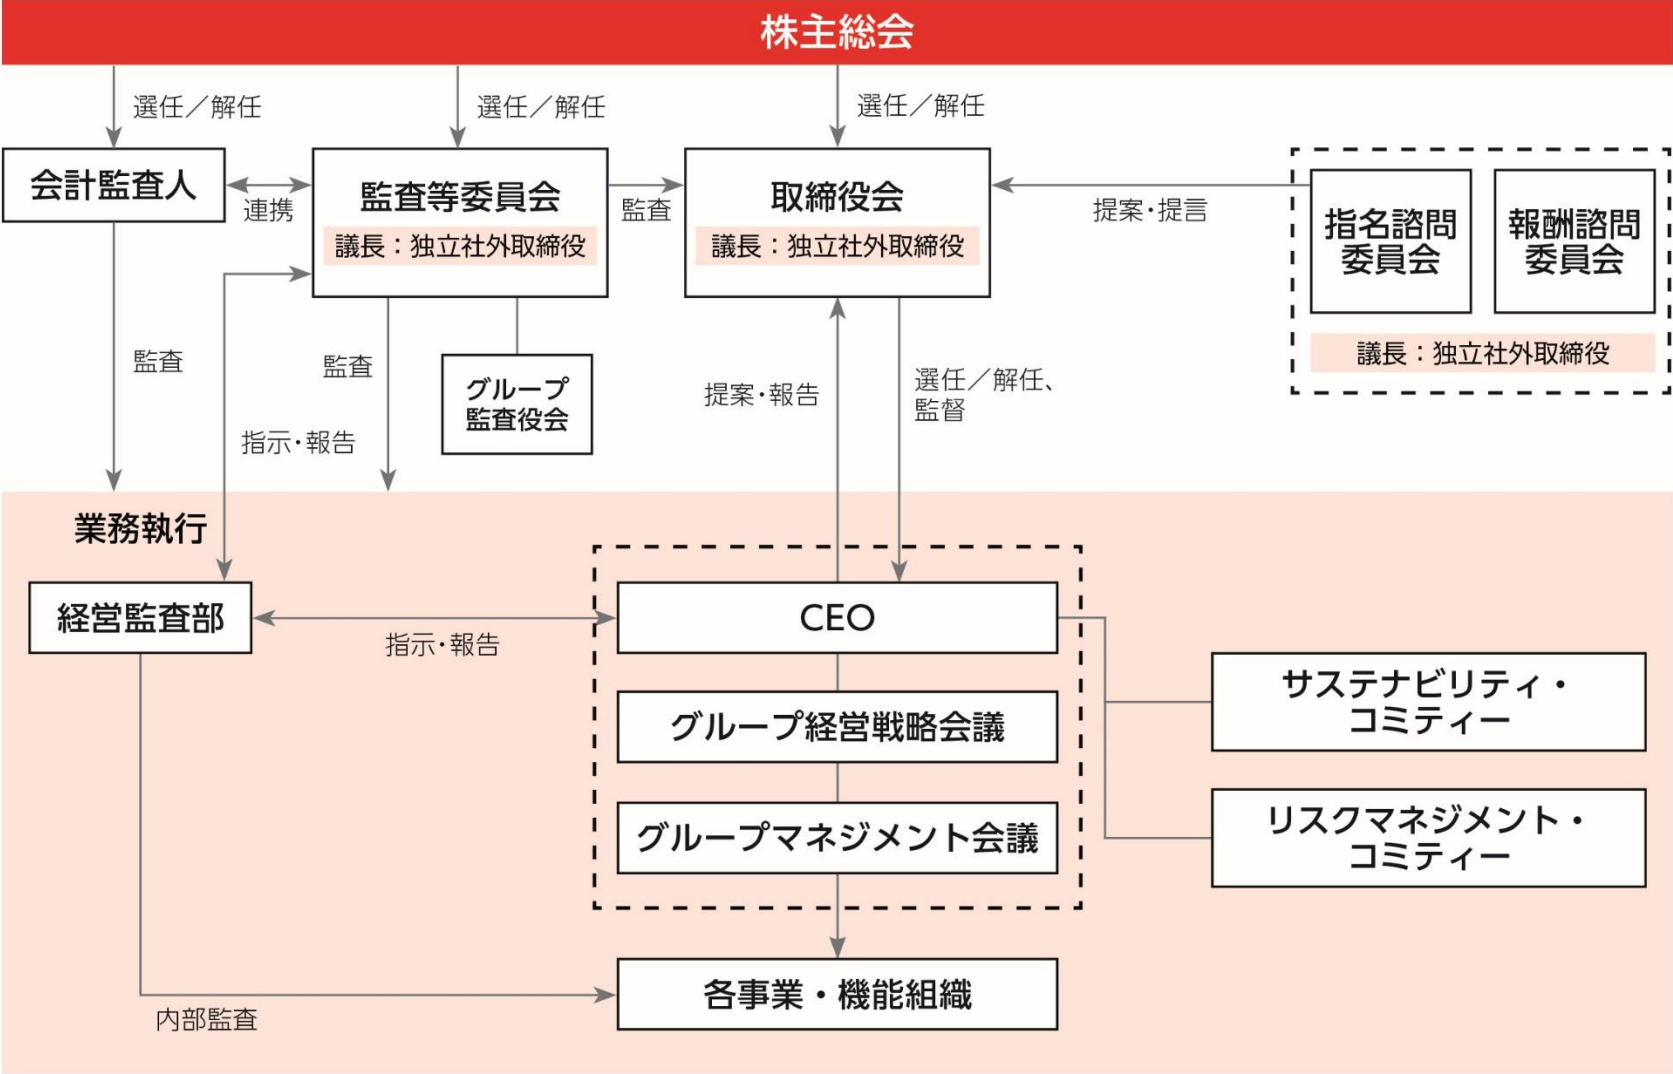 株主総会
選任／解任
選任／解任
選任／解任
会計監査人
連携
監査等委員会
議長：独立社外取締役
監査
取締役会
議長：独立社外取締役
提案・提言
指名諮問
委員会
報酬諮問
委員会
議長：独立社外取締役
監査
指示・報告
監査
グループ
監査役会
提案・報告
選任／解任、
監督
業務執行
経営監査部
指示・報告
CEO
グループ経営戦略会議
グループマネジメント会議
サステナビリティ・
コミティー
リスクマネジメント・
コミティー
内部監査
各事業・機能組織